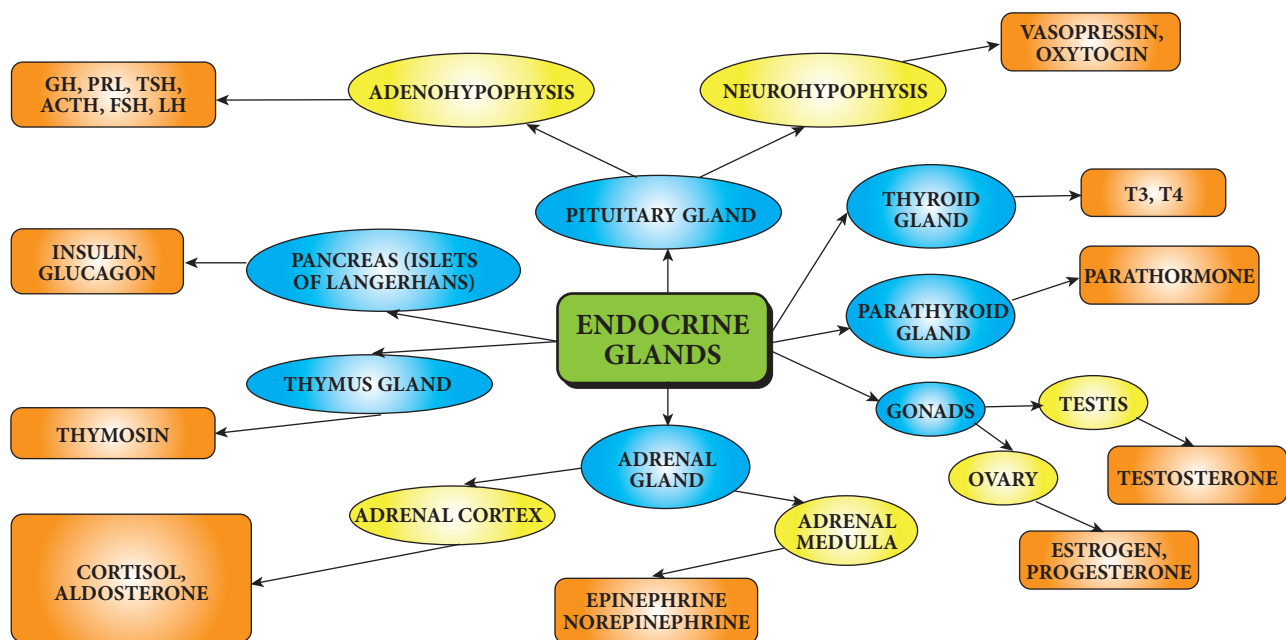 VASOPRESSIN,
OXYTOCIN
GH, PRL, TSH,
ACTH, FSH, LH
ADENOHYPOPHYSIS
NEUROHYPOPHYSIS
PITUITARY GLAND
THYROID
GLAND
T3, T4
INSULIN,
GLUCAGON
PANCREAS (ISLETS
OF LANGERHANS)
PARATHORMONE
PARATHYROID
GLAND
ENDOCRINE
GLANDS
THYMUS GLAND
GONADS
TESTIS
THYMOSIN
ADRENAL
GLAND
OVARY
TESTOSTERONE
ADRENAL CORTEX
ADRENAL
MEDULLA
CORTISOL,
ALDOSTERONE
ESTROGEN,
PROGESTERONE
EPINEPHRINE
NOREPINEPHRINE